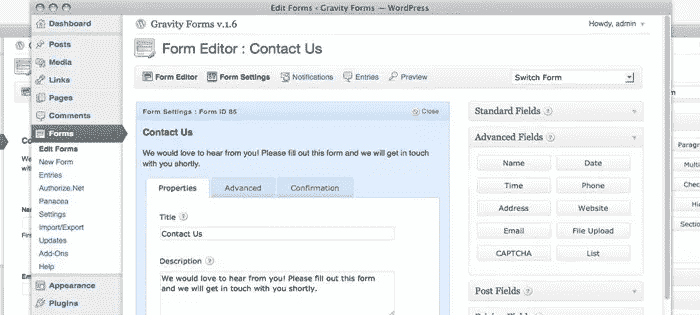 Edit Forms ‹ Gravity Forms — WordPress
Dashboard
Posts
Media
Links
Pages
Comments
Forms
Edit Forms
New Form
Entries
Authorize.Net
Panacea
Settings
Import/Export
Updates
Add-Ons
Help
Appearance
Plugins
Gravity Forms v.1.6
Howdy, admin
Form Editor : Contact Us
Form Editor Form Settings Notifications Entries Preview
Switch Form
Form Settings : Form ID 85 Close
Contact Us
We would love to hear from you! Please fill out this form and we will get in touch
with you shortly.
Properties Advanced Confirmation
Title ?
Contact Us
Description ?
We would love to hear from you! Please fill out this form
and we will get in touch with you shortly.
Standard Fields ?
Advanced Fields ?
Name Date
Time Phone
Address Website
Email File Upload
CAPTCHA List
Post Fields ?